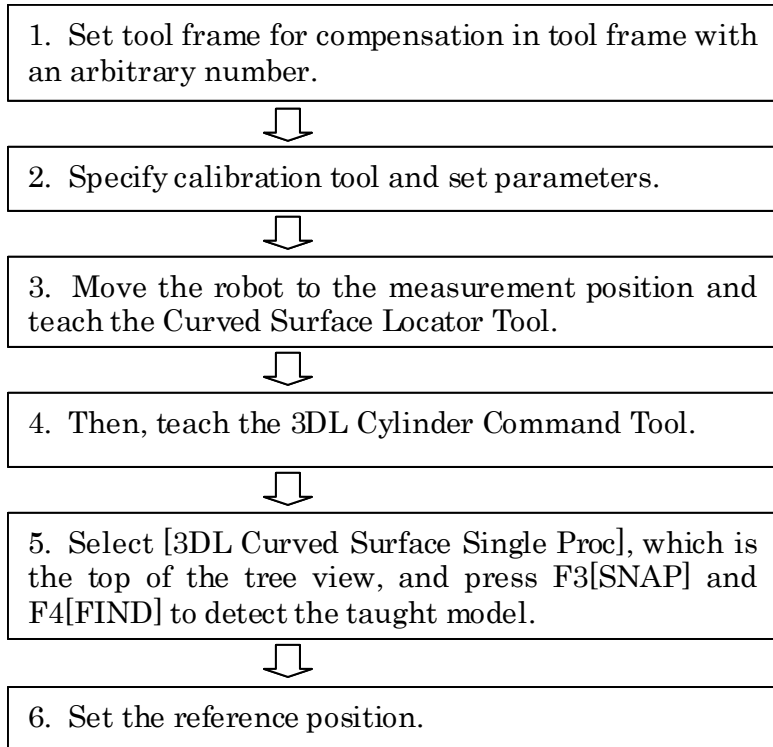 1. Set tool frame for compensation in tool frame with
an arbitrary number.
2. Specify calibration tool and set parameters.
3. Move the robot to the measurement position and
teach the Curved Surface Locator Tool.
4. Then, teach the 3DL Cylinder Command Tool.
5. Select [3DL Curved Surface Single Proc], which is
the top of the tree view, and press F3[SNAP] and
F4[FIND] to detect the taught model.
6. Set the reference position.